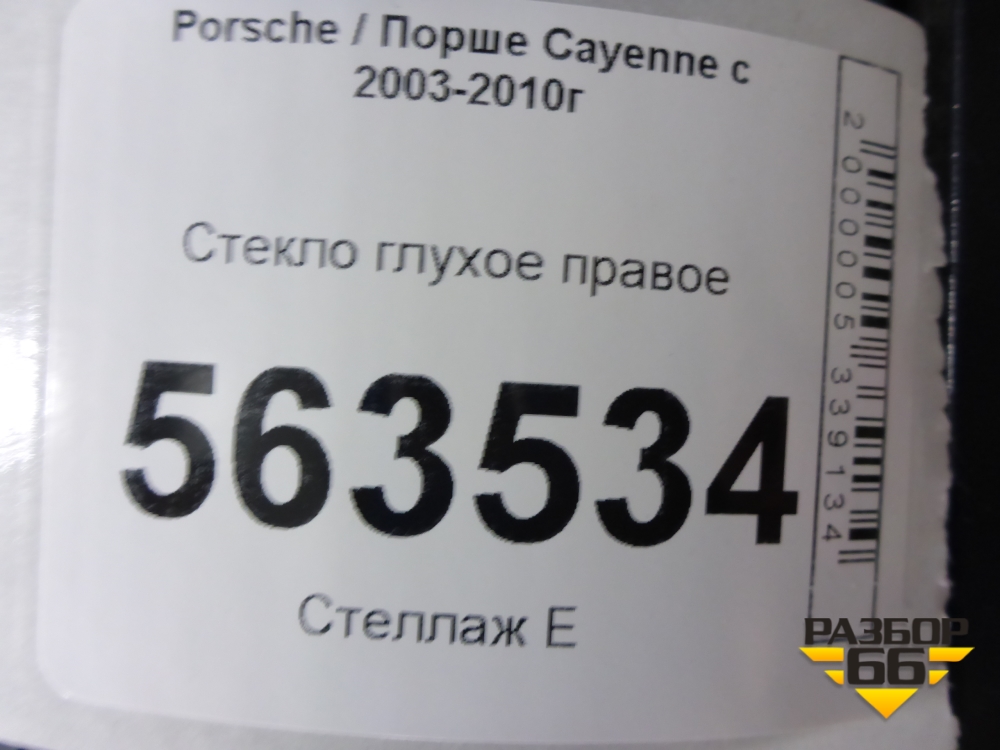 Porsche / Порше Cayenne с
2003-2010г
Стекло глухое правое
563534
Стеллаж Е
2000005339134
РАЗБОР
66